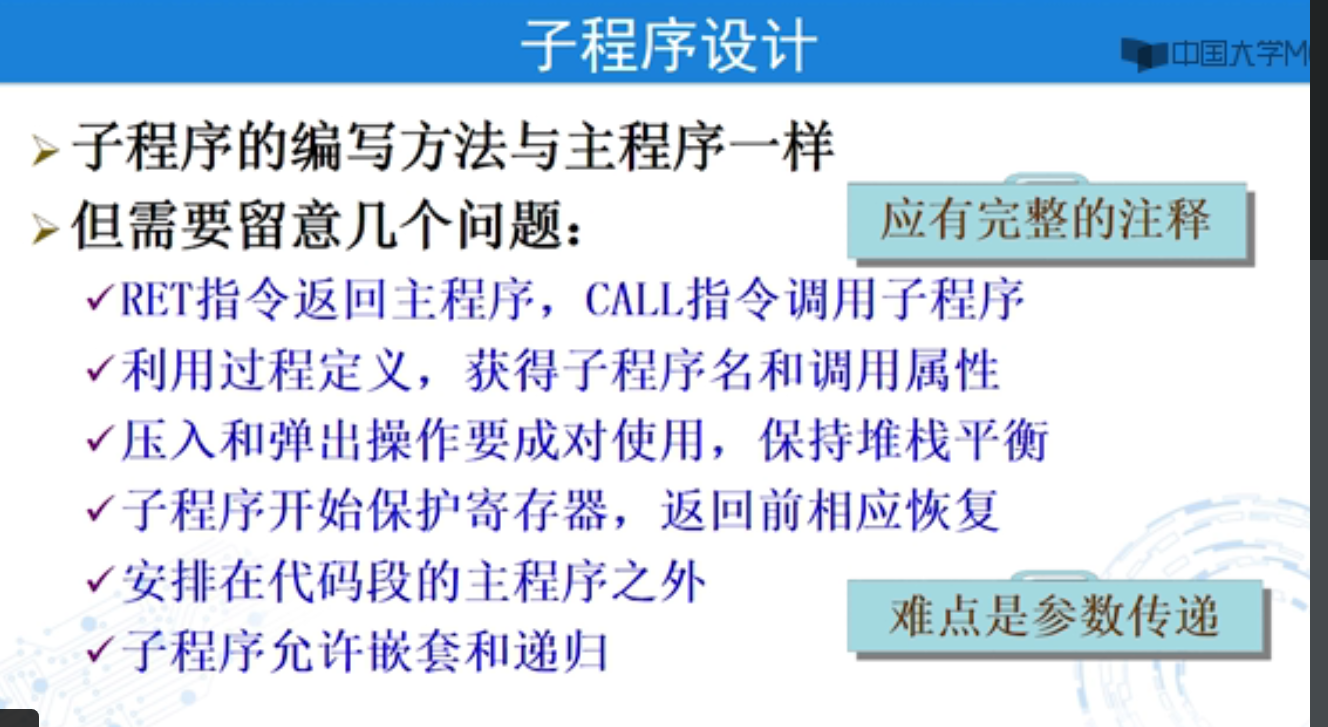 子程序设计
中国大学M
子程序的编写方法与主程序一样
但需要留意几个问题：
应有完整的注释
RET指令返回主程序，CALL指令调用子程序
利用过程定义，获得子程序名和调用属性
压入和弹出操作要成对使用，保持堆栈平衡
子程序开始保护寄存器，返回前相应恢复
安排在代码段的主程序之外
难点是参数传递
子程序允许嵌套和递归